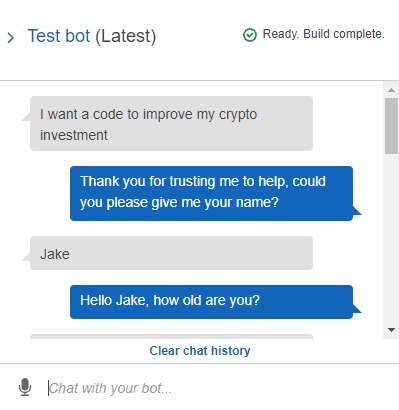 Test bot (Latest)
Ready. Build complete.
I want a code to improve my crypto
investment
Thank you for trusting me to help, could
you please give me your name?
Jake
Hello Jake, how old are you?
Clear chat history
Chat with your bot...